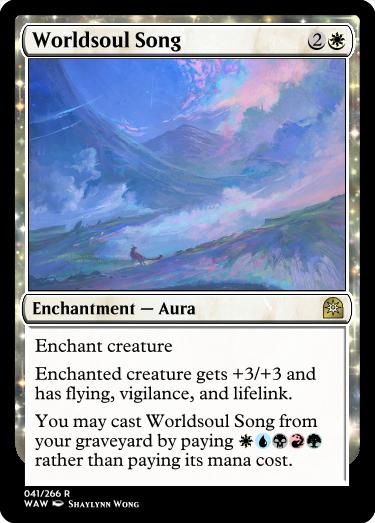 Worldsoul Song 2
Enchantment — Aura
Enchant creature
Enchanted creature gets +3/+3 and
has flying, vigilance, and lifelink.
You may cast Worldsoul Song from
your graveyard by paying
rather than paying its mana cost.
041/266 R
WAW Shaylynn Wong